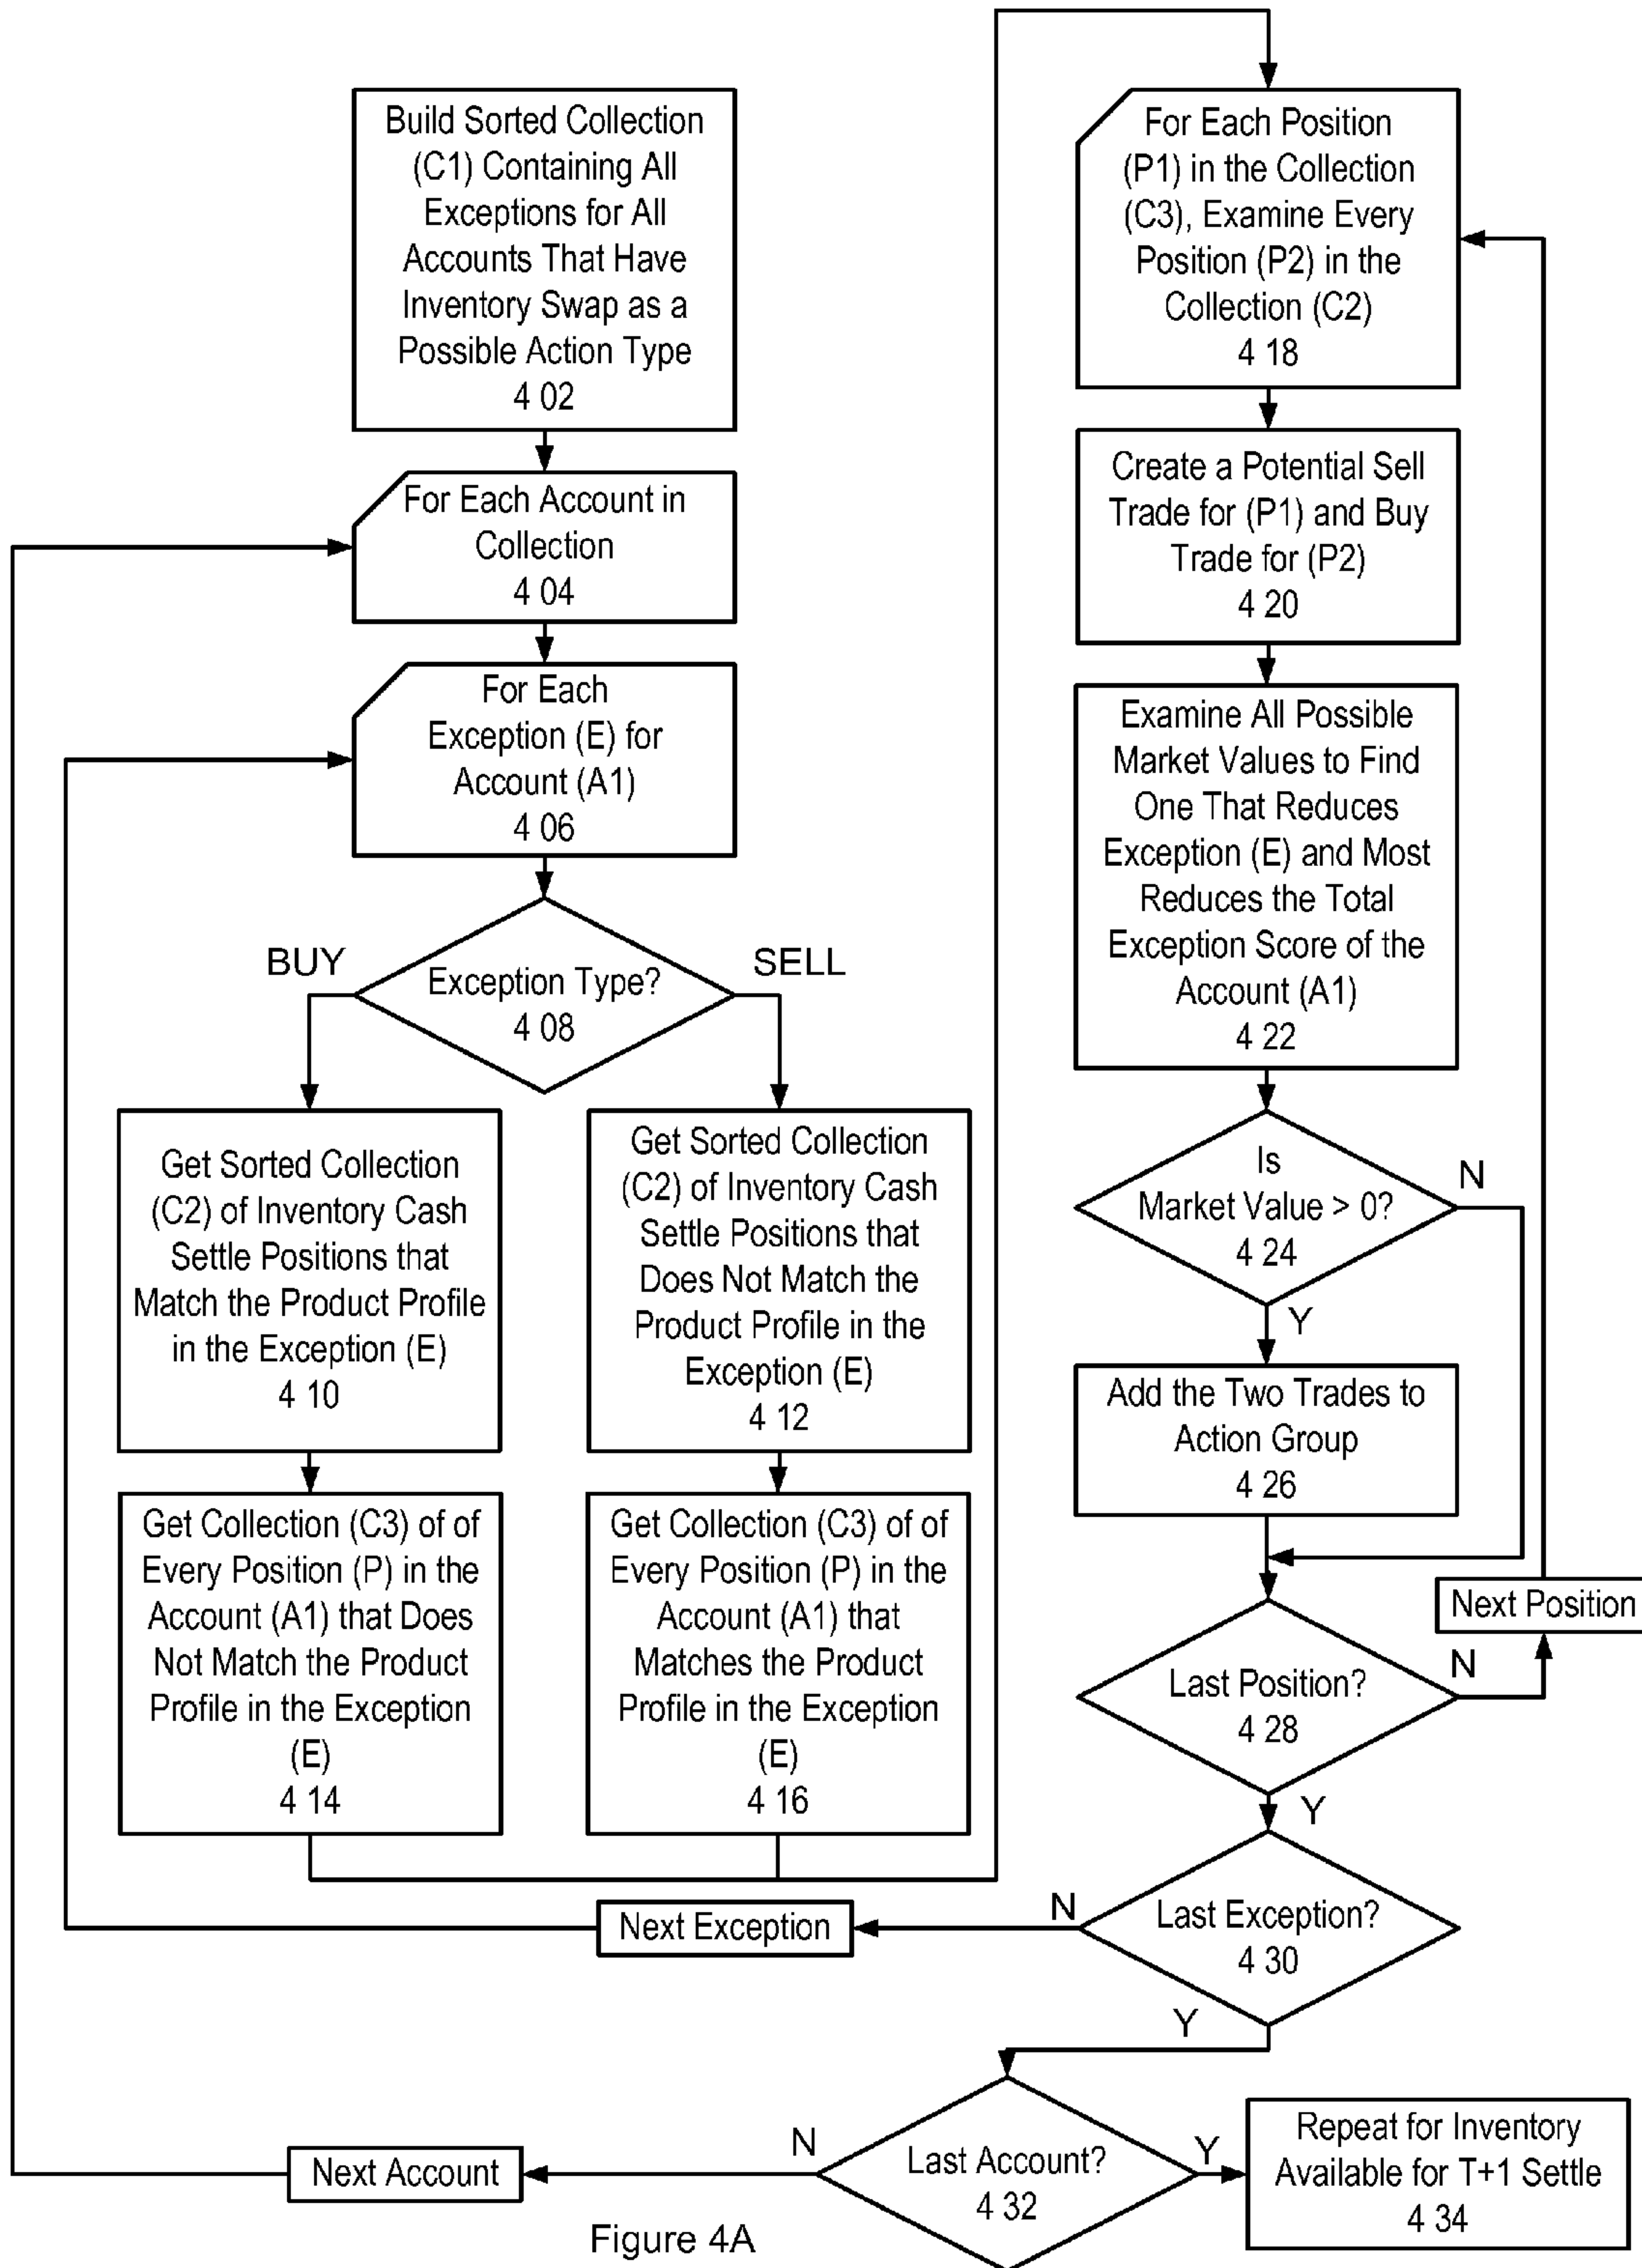 Build Sorted Collection
(C1) Containing All
Exceptions for All
Accounts That Have
Inventory Swap as a
Possible Action Type
4 02
For Each Account in
Collection
4 04
For Each
Exception (E) for
Account (A1)
4 06
BUY
SELL
Exception Type?
4 08
Get Sorted Collection
(C2) of Inventory Cash
Settle Positions that
Match the Product Profile
in the Exception (E)
4 10
Get Sorted Collection
(C2) of Inventory Cash
Settle Positions that
Does Not Match the
Product Profile in the
Exception (E)
4 12
Get Collection (C3) of of
Every Position (P) in the
Account (A1) that Does
Not Match the Product
Profile in the Exception
(E)
4 14
Get Collection (C3) of of
Every Position (P) in the
Account (A1) that
Matches the Product
Profile in the Exception
(E)
4 16
For Each Position
(P1) in the Collection
(C3), Examine Every
Position (P2) in the
Collection (C2)
4 18
Create a Potential Sell
Trade for (P1) and Buy
Trade for (P2)
4 20
Examine All Possible
Market Values to Find
One That Reduces
Exception (E) and Most
Reduces the Total
Exception Score of the
Account (A1)
4 22
Is
Market Value > 0?
4 24
N
Y
Add the Two Trades to
Action Group
4 26
Next Position
Last Position?
4 28
N
Y
Last Exception?
4 30
N
Next Exception
Y
Last Account?
4 32
N
Next Account
Y
Repeat for Inventory
Available for T+1 Settle
4 34
Figure 4A